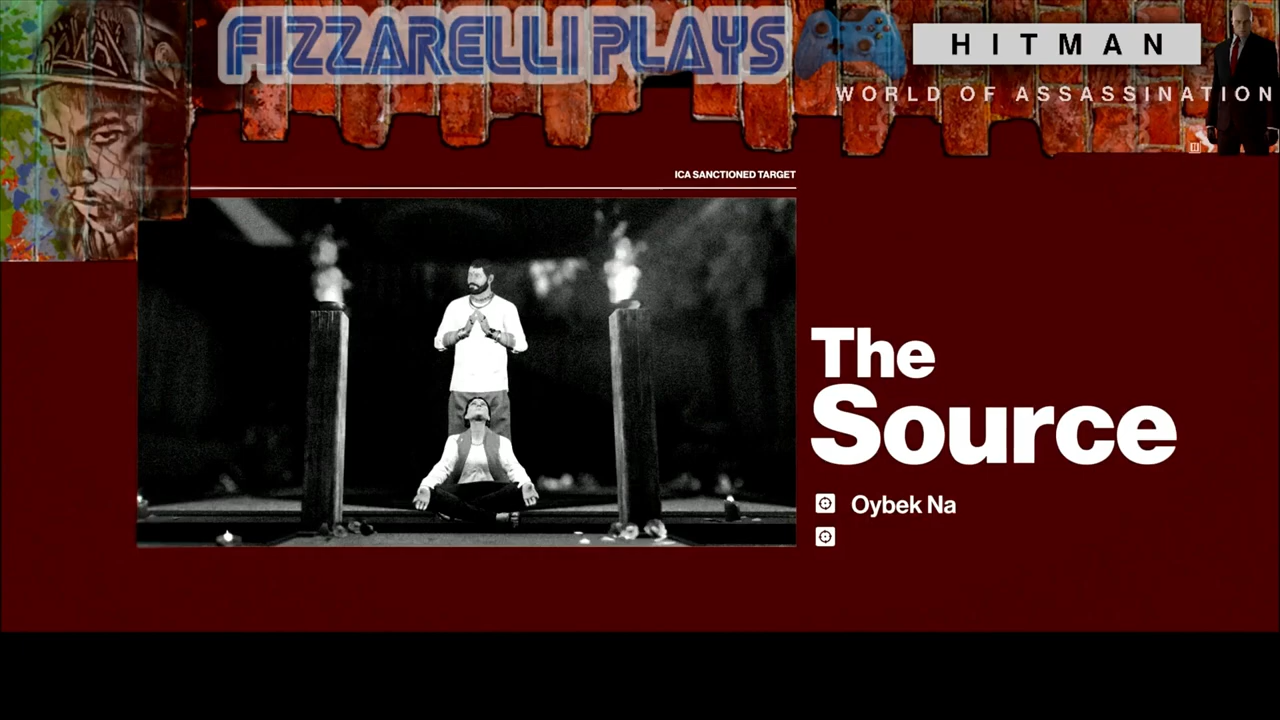 FIZZARELLI PLAYS
HITMAN
WORLD OF ASSASSINATION
ICA SANCTIONED TARGET
The
Source
Oybek Na